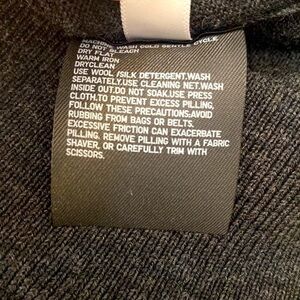 MACHINE WASH COLD GENTLE CYCLE
DO NOT BLEACH
DRY FLAT
WARM IRON
DRYCLEAN
USE WOOL /SILK DETERGENT.WASH
SEPARATELY.USE CLEANING NET.WASH
INSIDE OUT.DO NOT SOAK.USE PRESS
CLOTH.TO PREVENT EXCESS PILLING,
FOLLOW THESE PRECAUTIONS:AVOID
RUBBING FROM BAGS OR BELTS.
EXCESSIVE FRICTION CAN EXACERBATE
PILLING. REMOVE PILLING WITH A FABRIC
SHAVER, OR CAREFULLY TRIM WITH
SCISSORS.